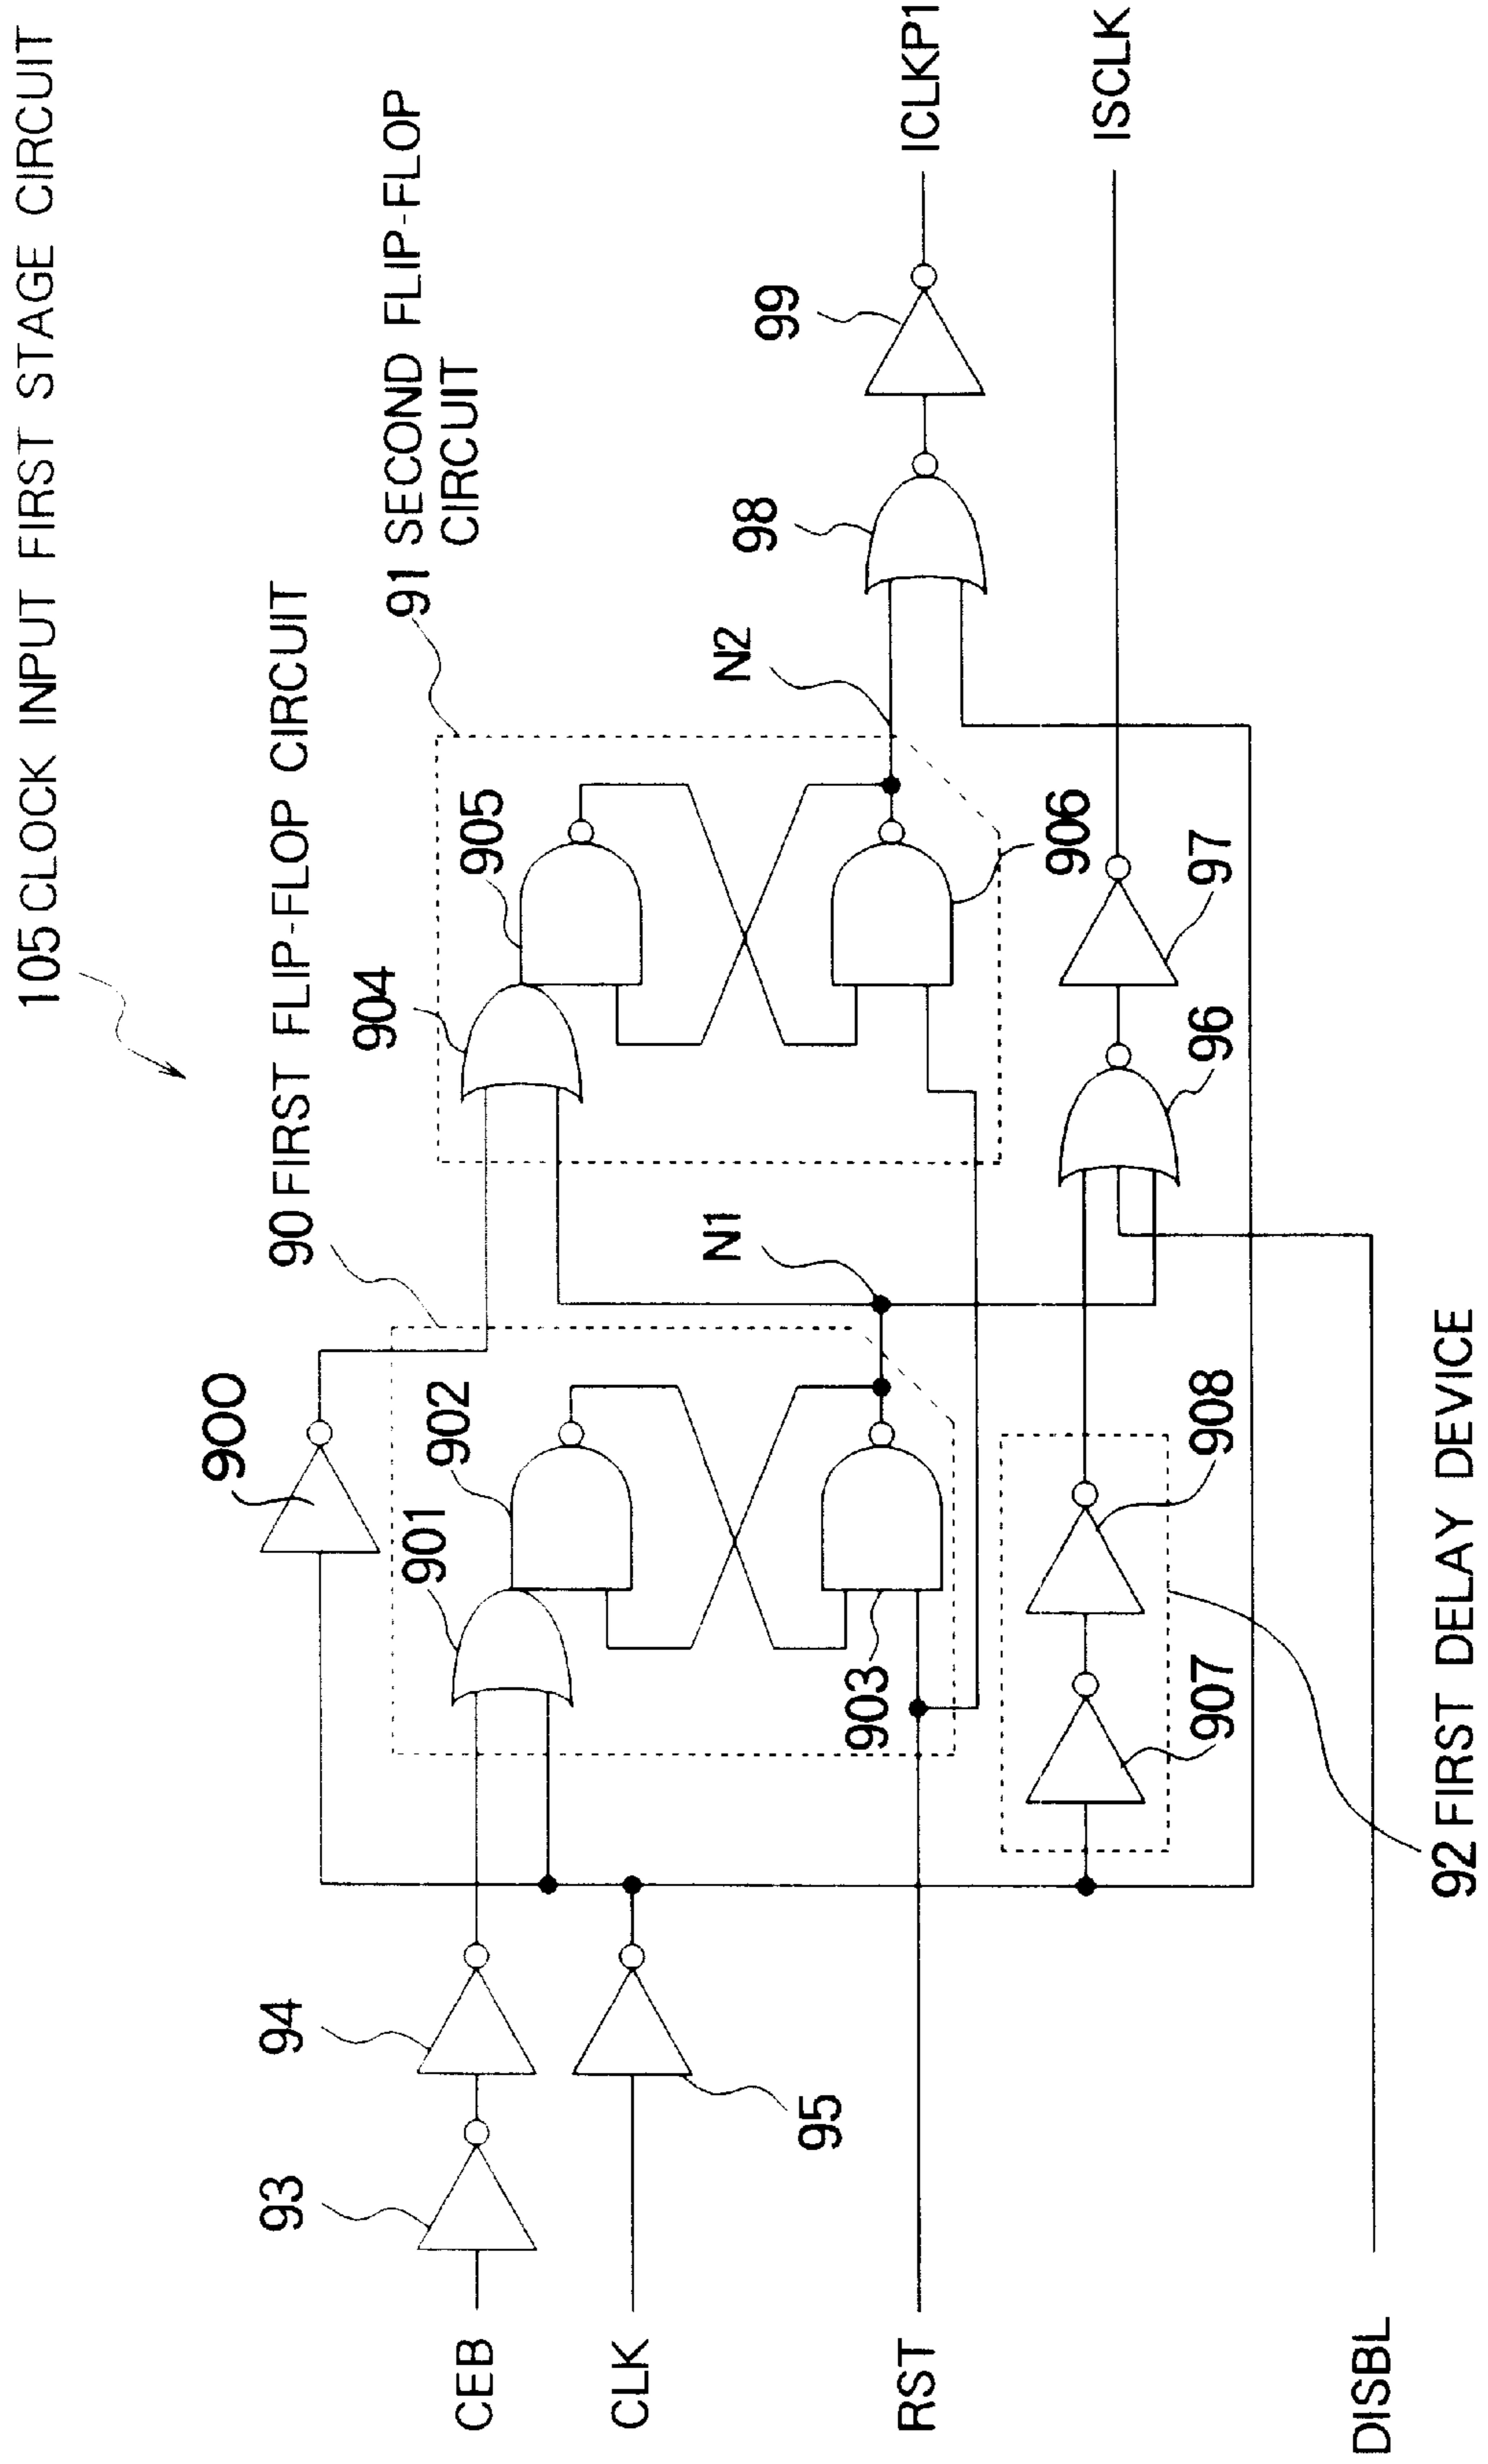 105 CLOCK INPUT FIRST STAGE CIRCUIT
90 FIRST FLIP-FLOP CIRCUIT
91 SECOND FLIP-FLOP
CIRCUIT
900
904
905
901
902
93
94
N1
N2
98
99
ICLKP1
95
903
906
96
97
ISCLK
907
908
CEB
CLK
RST
DISBL
92 FIRST DELAY DEVICE